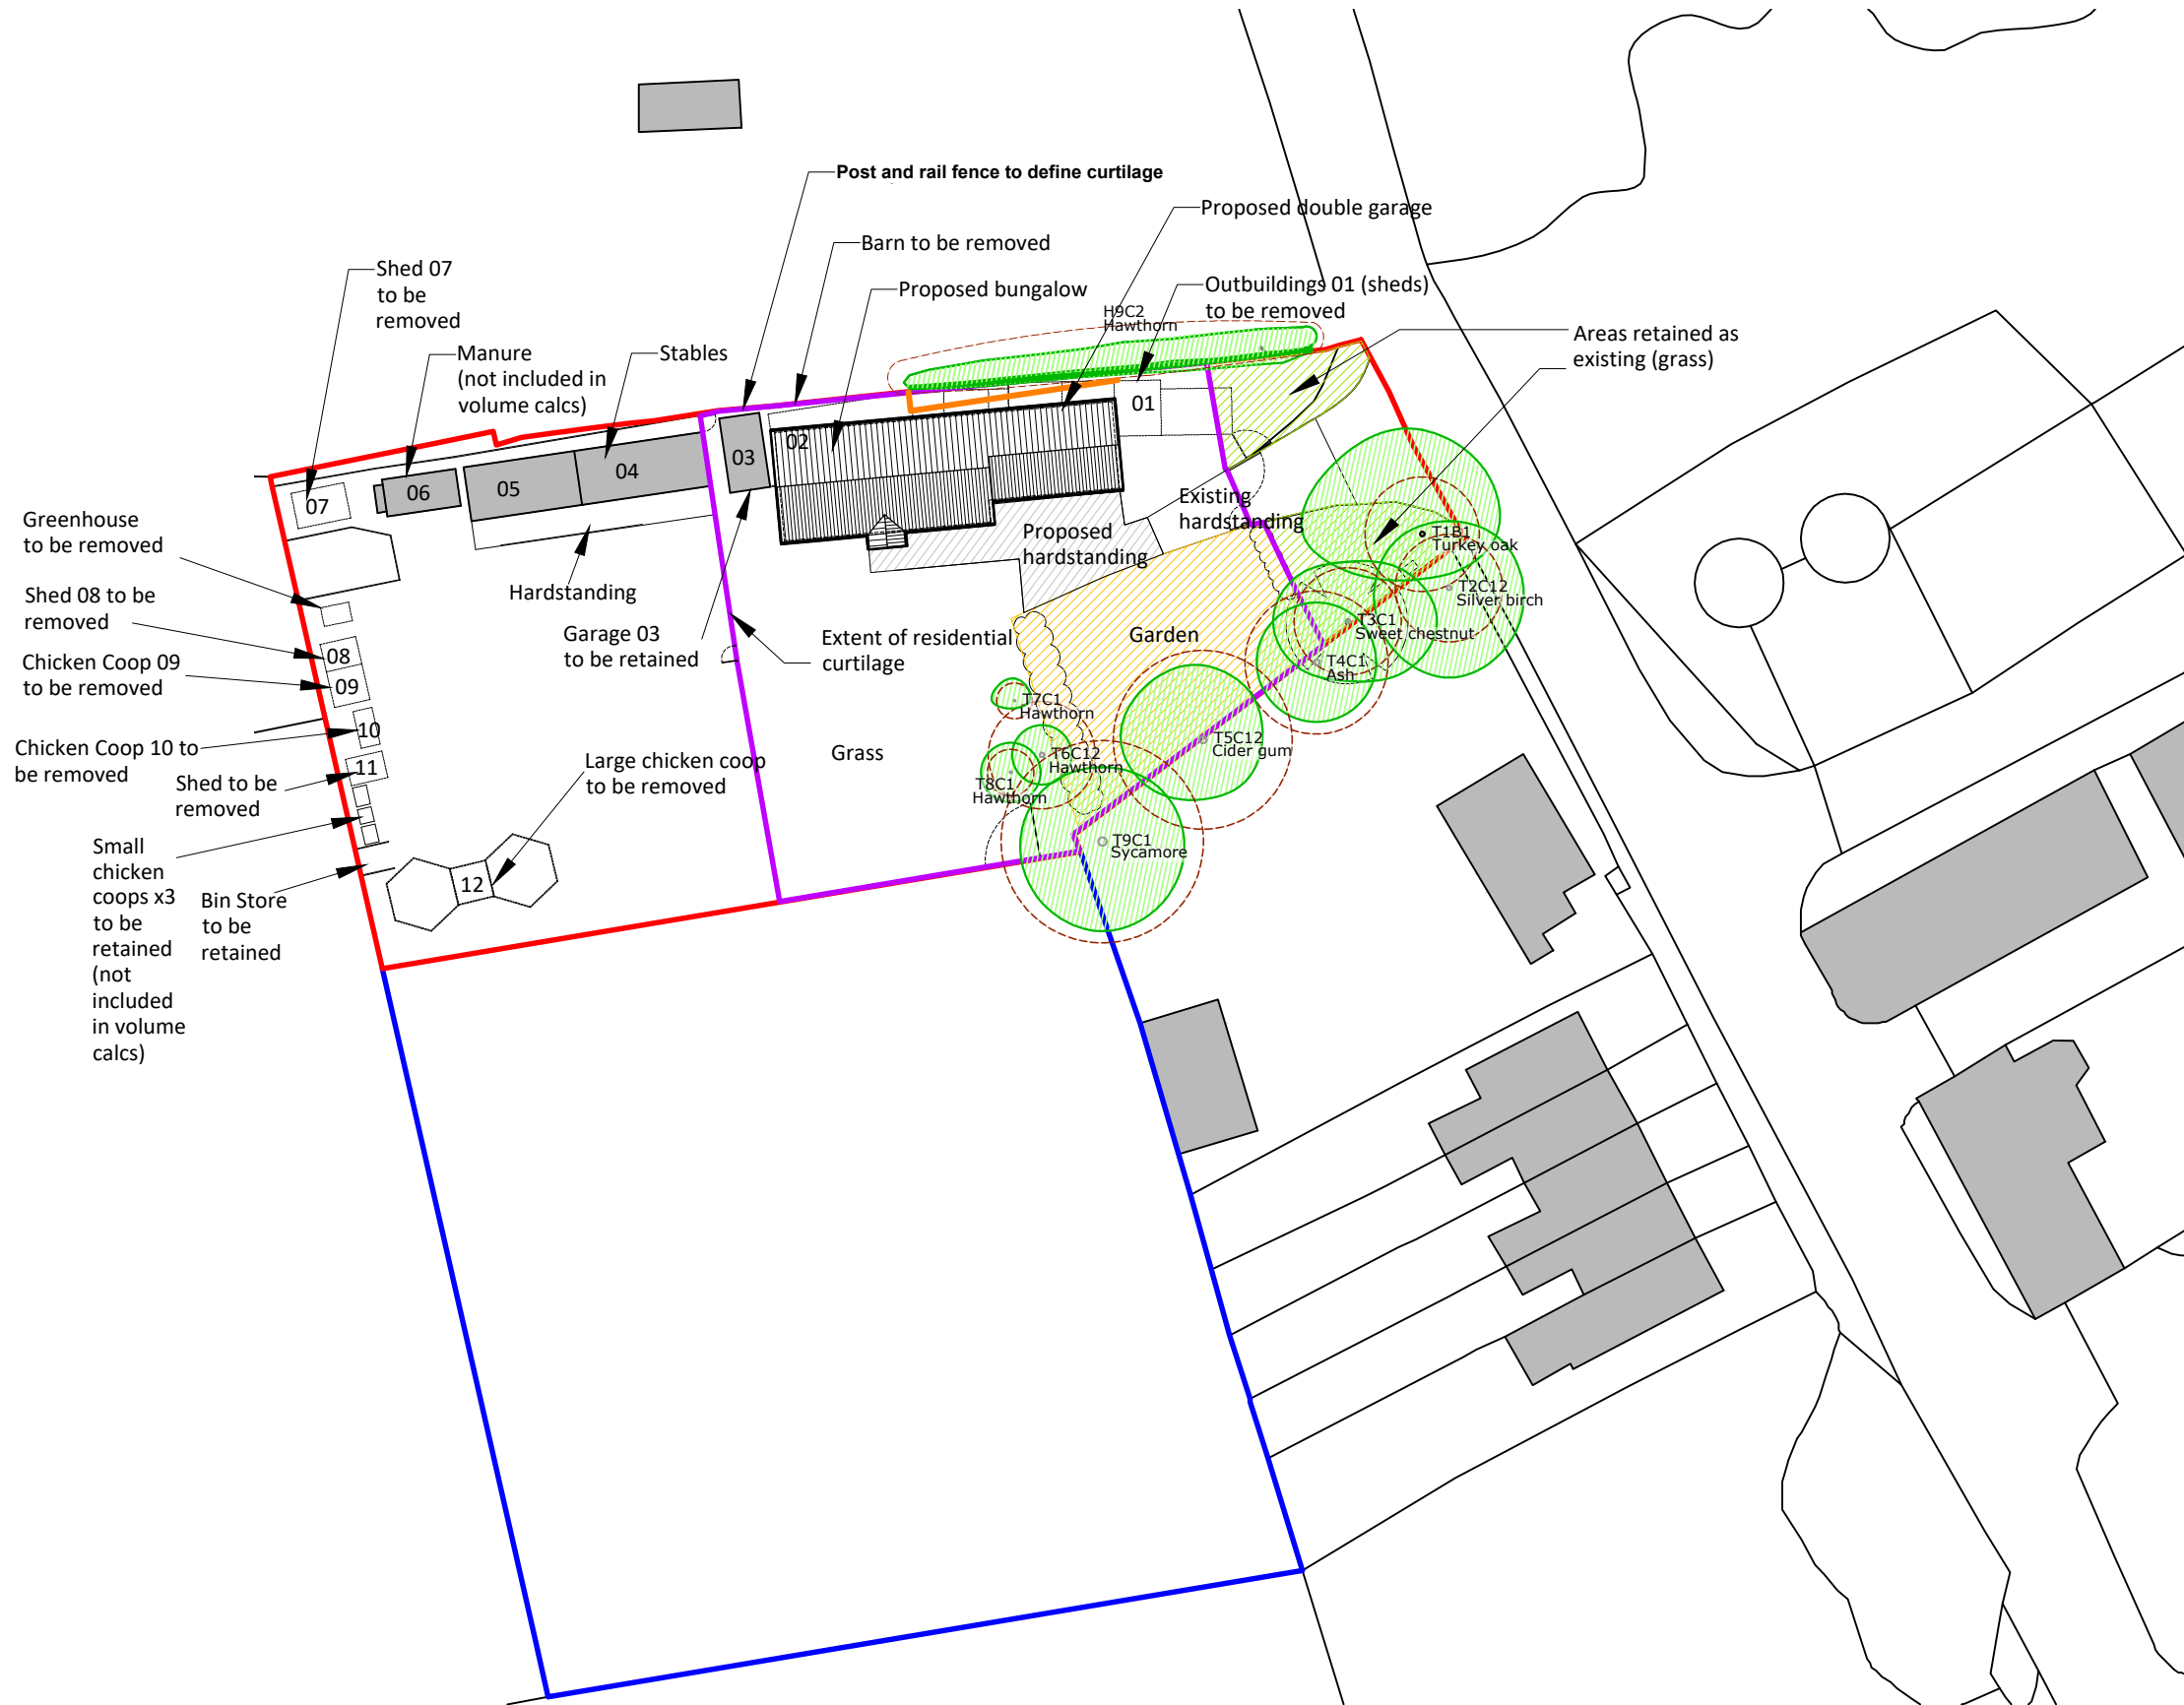 Post and rail fence to define curtilage
Proposed double garage
Barn to be removed
Shed 07
to be
removed
Proposed bungalow
Outbuildings 01 (sheds)
to be removed
H9C2
Hawthorn
Areas retained as
existing (grass)
Manure
(not included in
volume calcs)
Stables
01
02
03
04
05
06
07
Greenhouse
to be removed
Existing
hardstanding
Proposed
hardstanding
T1B1
Turkey oak
T2C12
Silver birch
Hardstanding
Shed 08 to be
removed
Garage 03
to be retained
Extent of residential
curtilage
Garden
T3C1
Sweet chestnut
T4C1
Ash
08
Chicken Coop 09
to be removed
09
T7C1
Hawthorn
10
Chicken Coop 10 to
be removed
T5C12
Cider gum
Grass
T6C12
Hawthorn
Large chicken coop
to be removed
11
Shed to be
removed
T8C1
Hawthorn
T9C1
Sycamore
Small
chicken
coops x3
to be
retained
(not
included
in volume
calcs)
Bin Store
to be
retained
12